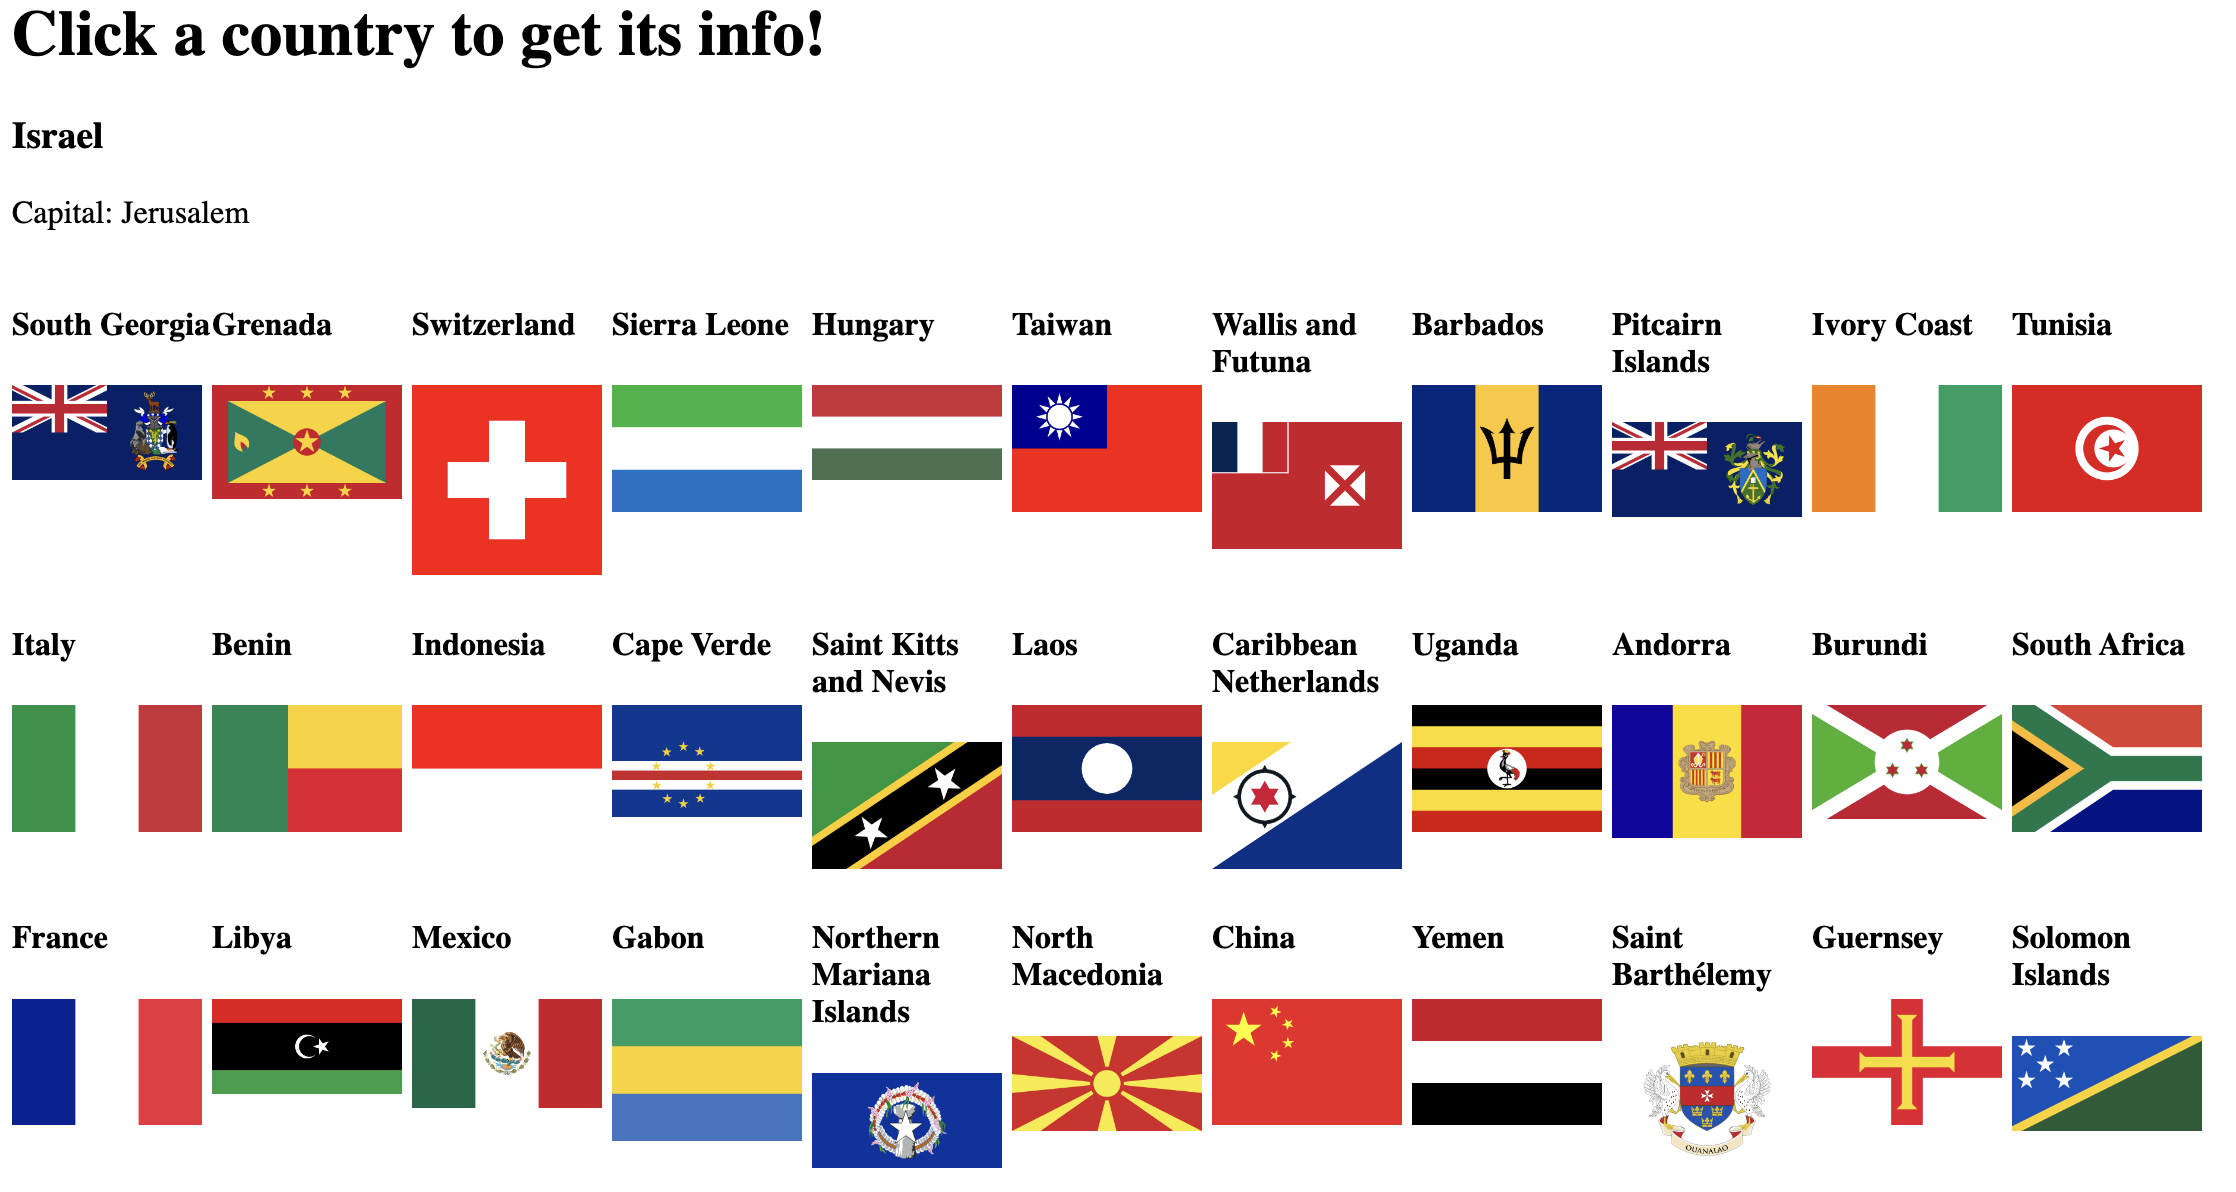 Click a country to get its info!
Israel
Capital: Jerusalem
South Georgia Grenada Switzerland Sierra Leone Hungary Taiwan Wallis and Futuna Barbados Pitcairn Islands Ivory Coast Tunisia
Italy Benin Indonesia Cape Verde Saint Kitts and Nevis Laos Caribbean Netherlands Uganda Andorra Burundi South Africa
France Libya Mexico Gabon Northern Mariana Islands North Macedonia China Yemen Saint Barthélemy Guernsey Solomon Islands
OUANALAO